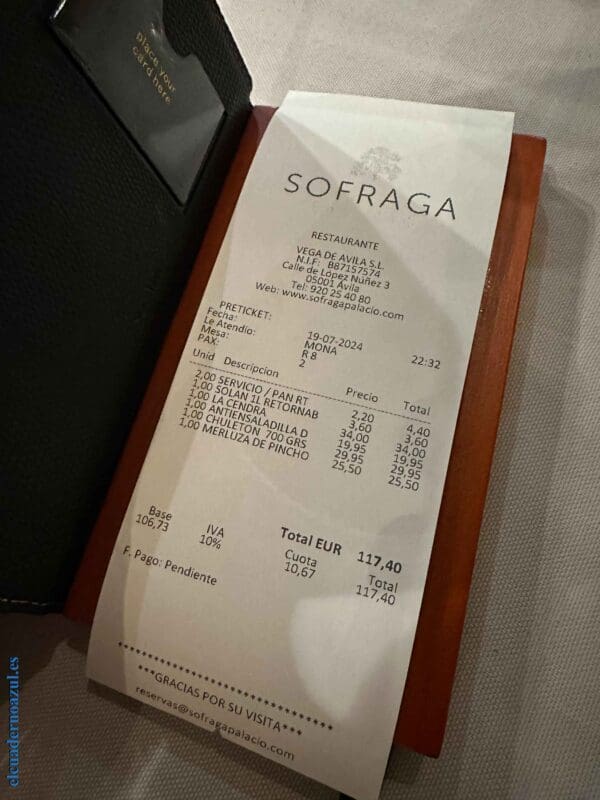 place your
card here
SOFRAGA
RESTAURANTE
VEGA DE AVILA S.L.
N.I.F: B87157574
Calle de López Núñez 3
05001 Ávila
Tel: 920 25 40 80
Web: www.sofragapalacio.com
PRETICKET:
Fecha: 19-07-2024 22:32
Le Atendio: MONA
Mesa: R 8
PAX: 2
Unid Descripcion Precio Total
2,00 SERVICIO / PAN RT 2,20 4,40
1,00 SOLAN 1L RETORNAB 3,60 3,60
1,00 LA CENDRA 34,00 34,00
1,00 ANTIENSALADILLA D 19,95 19,95
1,00 CHULETON 700 GRS 29,95 29,95
1,00 MERLUZA DE PINCHO 25,50 25,50
Total EUR 117,40
Base IVA Cuota Total
106,73 10% 10,67 117,40
F. Pago: Pendiente
***GRACIAS POR SU VISITA***
reservas@sofragapalacio.com
elcuadernoazul.es